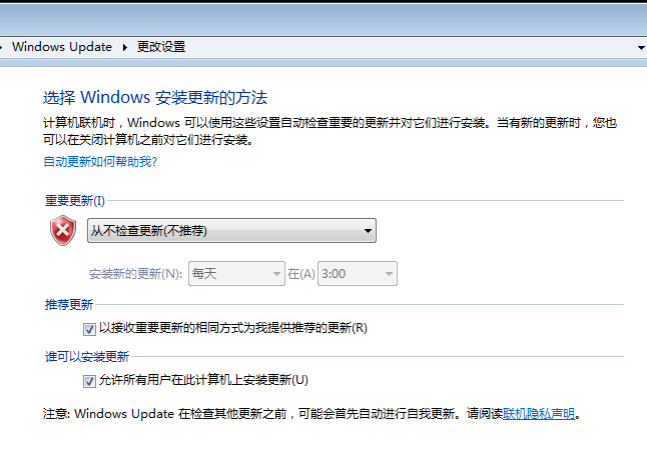 Windows Update ▸ 更改设置
选择 Windows 安装更新的方法
计算机联机时，Windows 可以使用这些设置自动检查重要的更新并对它们进行安装。当有新的更新时，您也
可以在关闭计算机之前对它们进行安装。
自动更新如何帮助我?
重要更新(I)
从不检查更新(不推荐)
安装新的更新(N): 每天 在(A) 3:00
推荐更新
以接收重要更新的相同方式为我提供推荐的更新(R)
谁可以安装更新
允许所有用户在此计算机上安装更新(U)
注意: Windows Update 在检查其他更新之前，可能会首先自动进行自我更新。请阅读联机隐私声明。